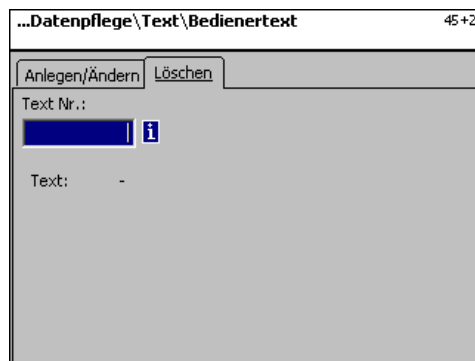 ...Datenpflege\Text\Bedienertext 45+2
Anlegen/Ändern Löschen
Text Nr.:
i
Text: -